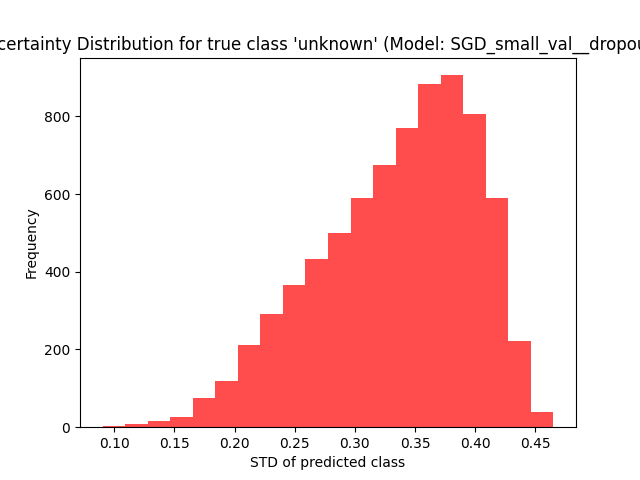 certainty Distribution for true class 'unknown' (Model: SGD_small_val__dropou
800
600
400
200
0
Frequency
0.10 0.15 0.20 0.25 0.30 0.35 0.40 0.45
STD of predicted class